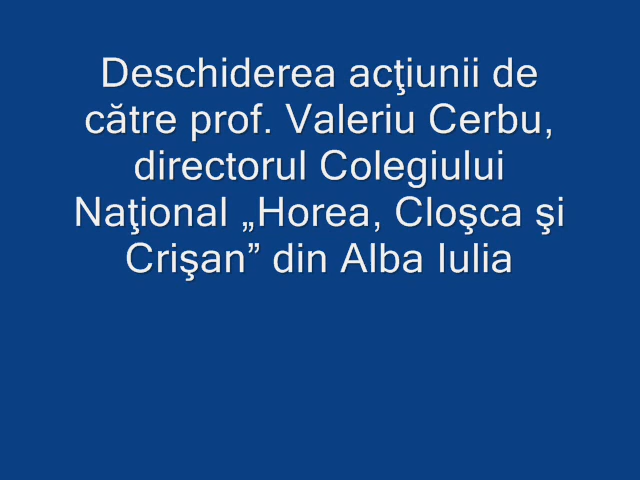 Deschiderea acţiunii de
către prof. Valeriu Cerbu,
directorul Colegiului
Naţional „Horea, Cloşca şi
Crişan” din Alba Iulia